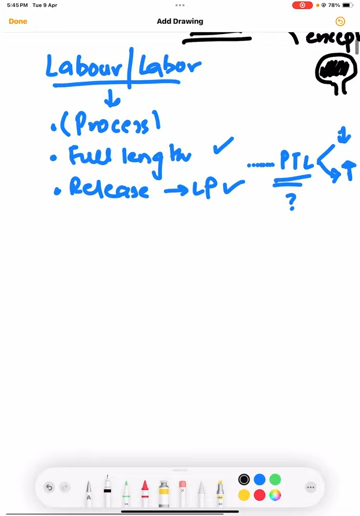 5:45 PM Tue 9 Apr
78%
Done
Add Drawing
Labour/Labor
• (Process)
• Full length
• Release → LP
PTL
?